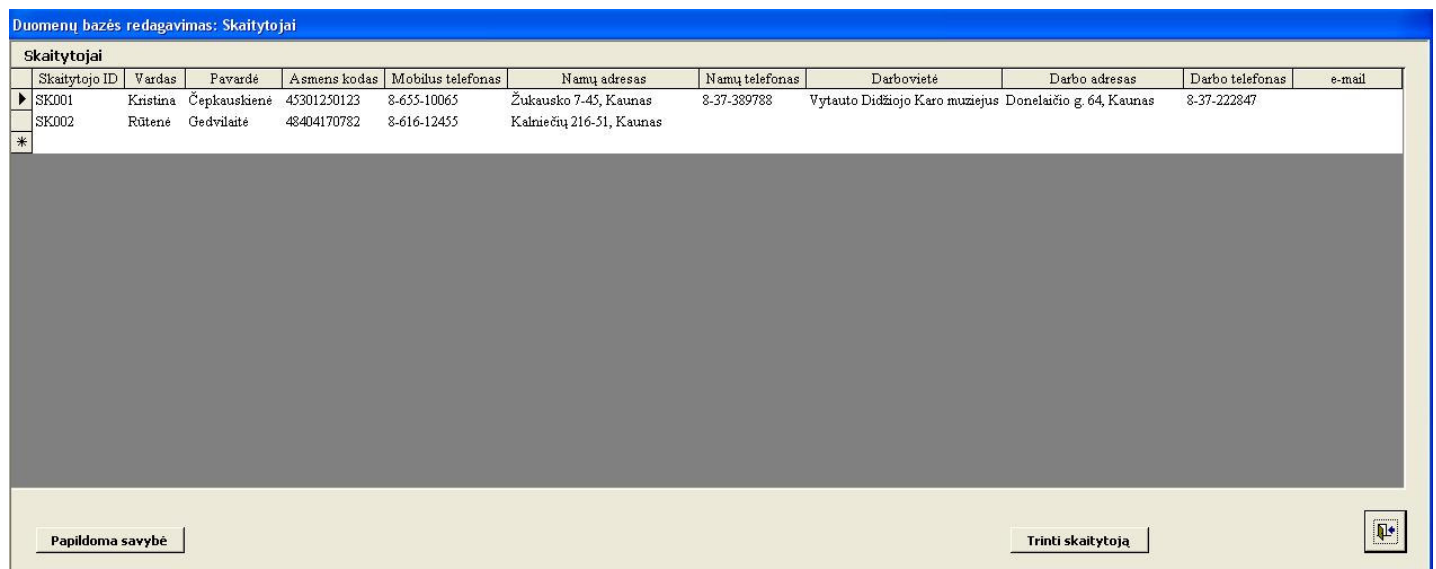 Duomenų bazės redagavimas: Skaitytojai
Skaitytojai
Skaitytojo ID Vardas Pavardė Asmens kodas Mobilus telefonas Namų adresas Namų telefonas Darbovietė Darbo adresas Darbo telefonas e-mail
SK001 Kristina Čepkauskienė 45301250123 8-655-10065 Žukausko 7-45, Kaunas 8-37-389788 Vytauto Didžiojo Karo muziejus Donelaičio g. 64, Kaunas 8-37-222847
SK002 Rūtenė Gedvilaitė 48404170782 8-616-12455 Kalniečių 216-51, Kaunas
Papildoma savybė Trinti skaitytoją